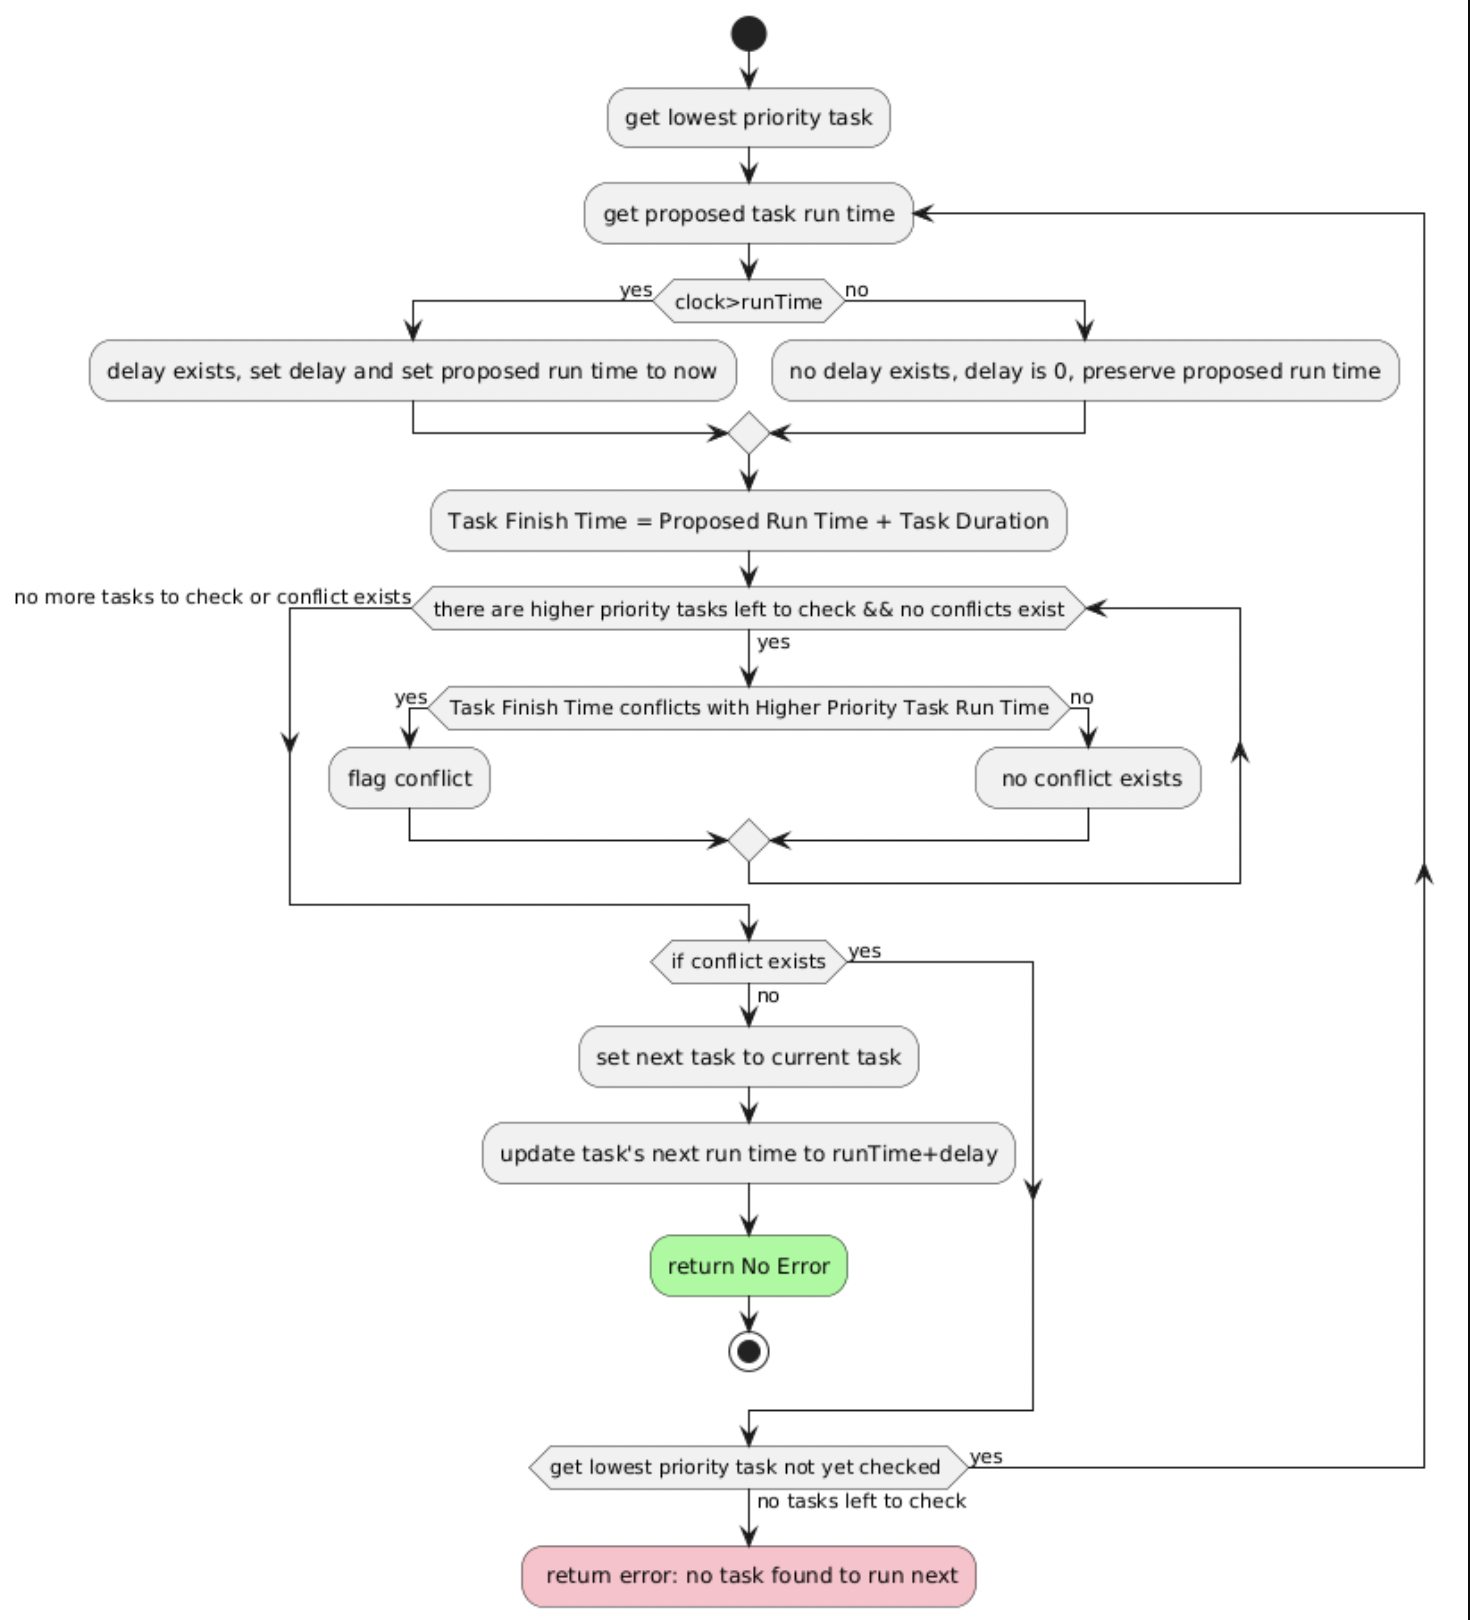 get lowest priority task
get proposed task run time
yes
clock>runTime
no
delay exists, set delay and set proposed run time to now
no delay exists, delay is 0, preserve proposed run time
Task Finish Time = Proposed Run Time + Task Duration
no more tasks to check or conflict exists
there are higher priority tasks left to check && no conflicts exist
yes
yes
Task Finish Time conflicts with Higher Priority Task Run Time
no
flag conflict
no conflict exists
if conflict exists
yes
no
set next task to current task
update task's next run time to runTime+delay
return No Error
get lowest priority task not yet checked
yes
no tasks left to check
return error: no task found to run next